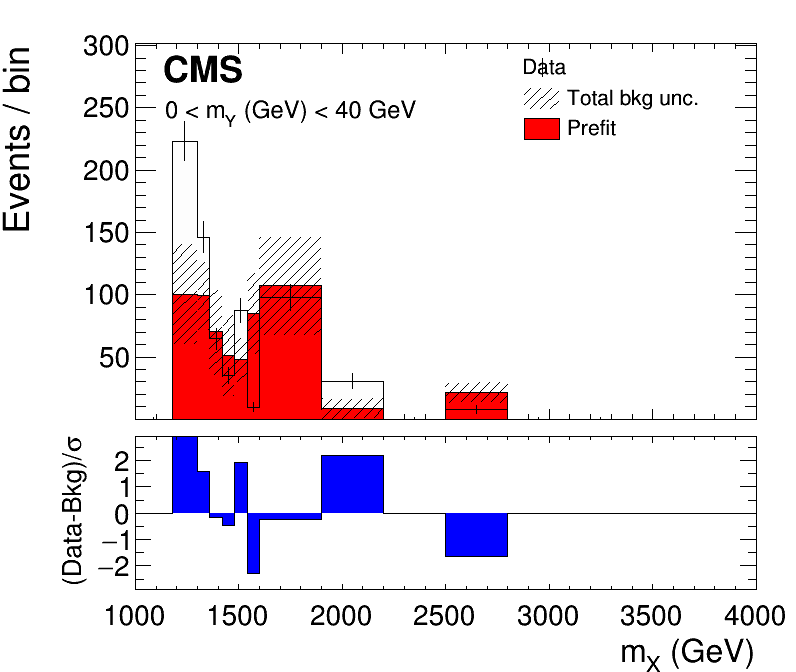 Events / bin
300
250
200
150
100
50
CMS
0 < mY (GeV) < 40 GeV
Data
Total bkg unc.
Prefit
(Data-Bkg)/σ
2
1
0
−1
−2
1000 1500 2000 2500 3000 3500 4000
mX (GeV)